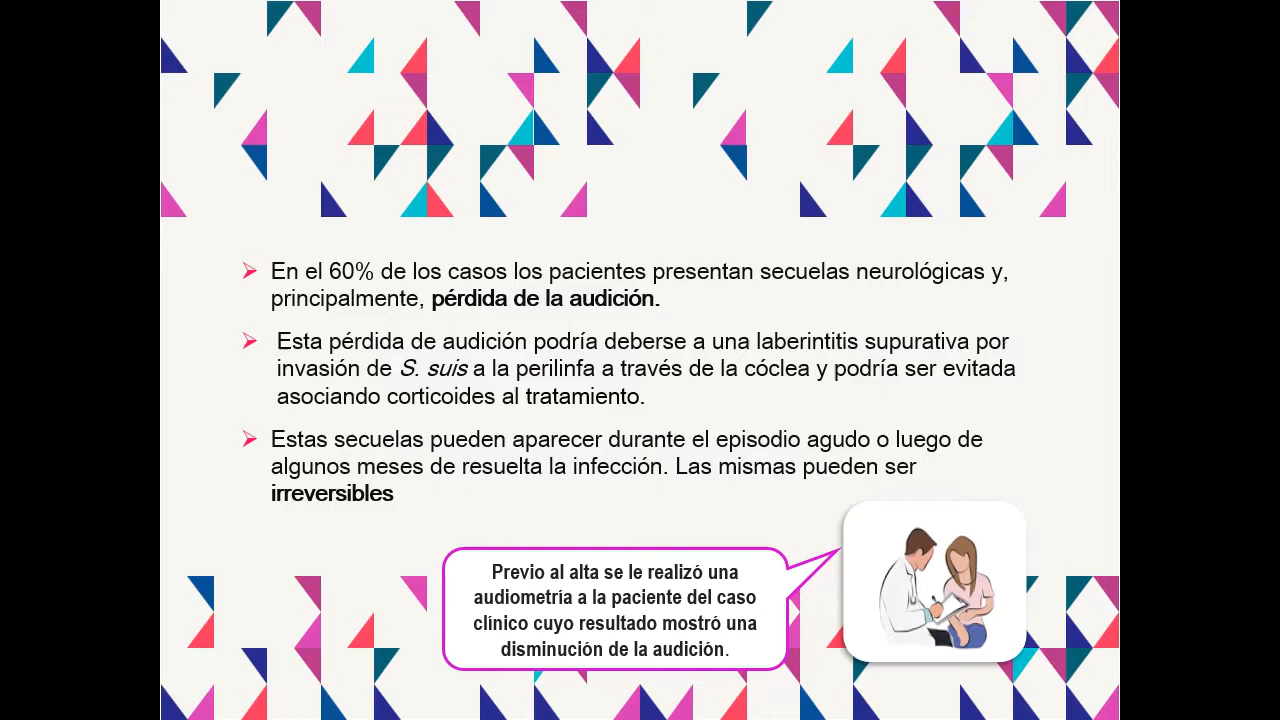 En el 60% de los casos los pacientes presentan secuelas neurológicas y,
principalmente, pérdida de la audición.
Esta pérdida de audición podría deberse a una laberintitis supurativa por
invasión de S. suis a la perilinfa a través de la cóclea y podría ser evitada
asociando corticoides al tratamiento.
Estas secuelas pueden aparecer durante el episodio agudo o luego de
algunos meses de resuelta la infección. Las mismas pueden ser
irreversibles
Previo al alta se le realizó una
audiometría a la paciente del caso
clínico cuyo resultado mostró una
disminución de la audición.